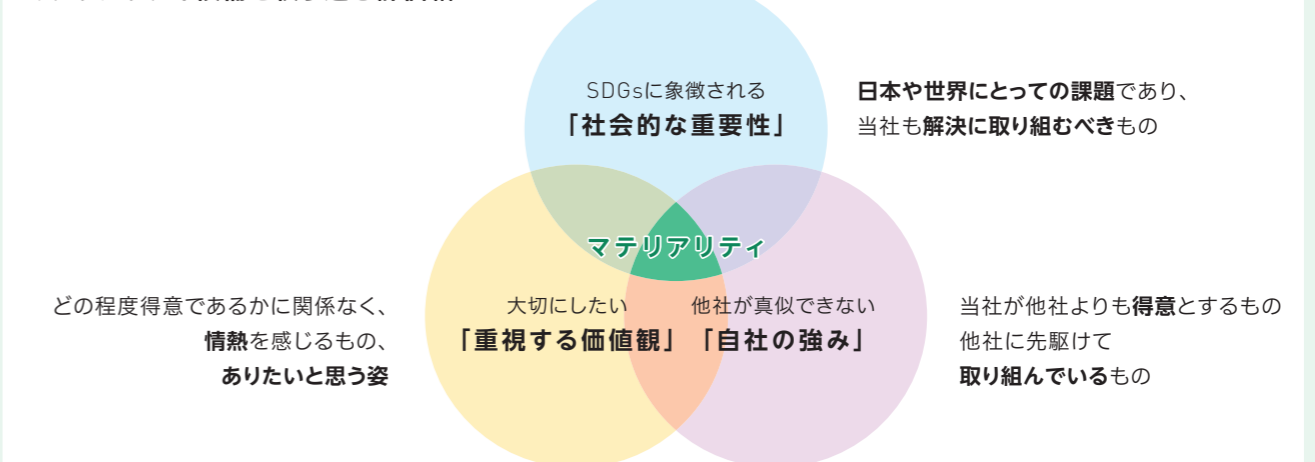 SDGsに象徴される
「社会的な重要性」
日本や世界にとっての課題であり、
当社も解決に取り組むべきもの
マテリアリティ
どの程度得意であるかに関係なく、
情熱を感じるもの、
ありたいと思う姿
大切にしたい
「重視する価値観」
他社が真似できない
「自社の強み」
当社が他社よりも得意とするもの
他社に先駆けて
取り組んでいるもの